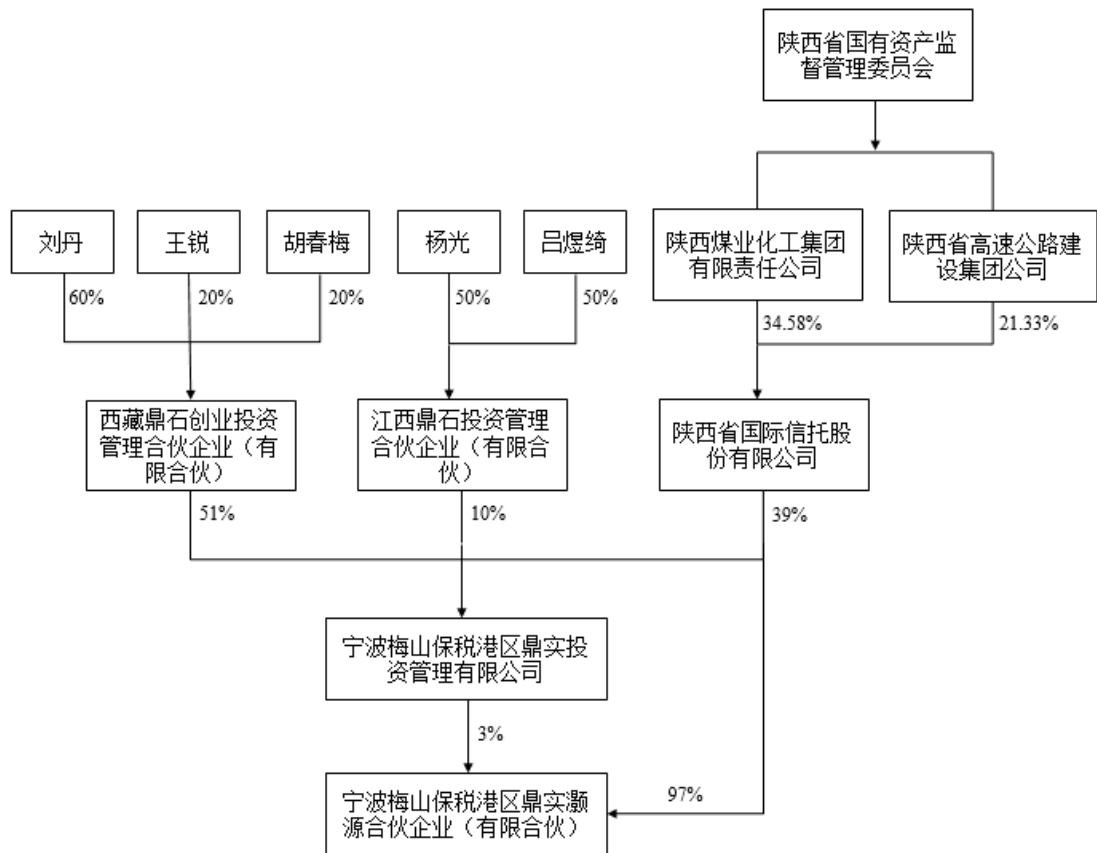 陕西省国有资产监
督管理委员会
刘丹
王锐
胡春梅
杨光
吕煜绮
陕西煤业化工集团
有限责任公司
陕西省高速公路建
设集团公司
60%
20%
20%
50%
50%
34.58%
21.33%
西藏鼎石创业投资
管理合伙企业（有
限合伙）
江西鼎石投资管理
合伙企业（有限合
伙）
陕西省国际信托股
份有限公司
51%
10%
39%
宁波梅山保税港区鼎实投
资管理有限公司
3%
宁波梅山保税港区鼎实灏
源合伙企业（有限合伙）
97%